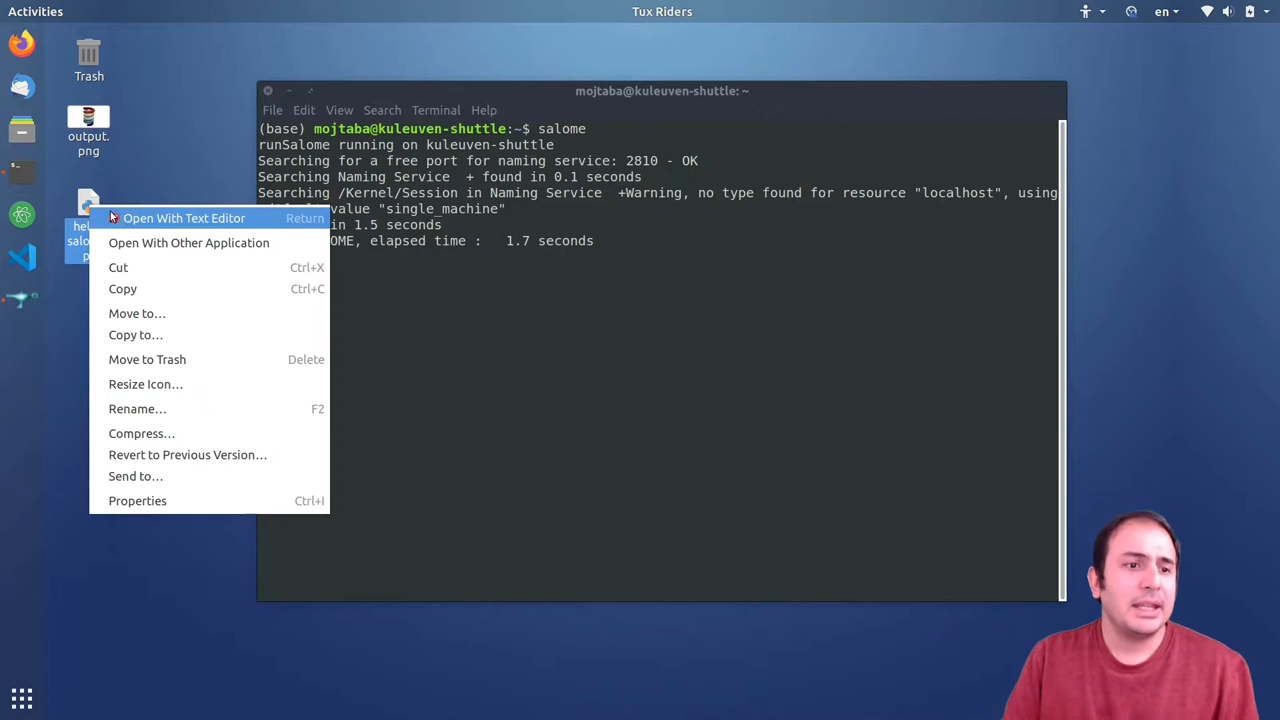 Activities
Tux Riders
en
Trash
output.
png
mojtaba@kuleuven-shuttle: ~
File Edit View Search Terminal Help
(base) mojtaba@kuleuven-shuttle:~$ salome
runSalome running on kuleuven-shuttle
Searching for a free port for naming service: 2810 - OK
Searching Naming Service + found in 0.1 seconds
Searching /Kernel/Session in Naming Service +Warning, no type found for resource "localhost", using
value "single_machine"
in 1.5 seconds
OME, elapsed time : 1.7 seconds
Open With Text Editor Return
Open With Other Application
Cut Ctrl+X
Copy Ctrl+C
Move to…
Copy to…
Move to Trash Delete
Resize Icon…
Rename… F2
Compress…
Revert to Previous Version…
Send to…
Properties Ctrl+I